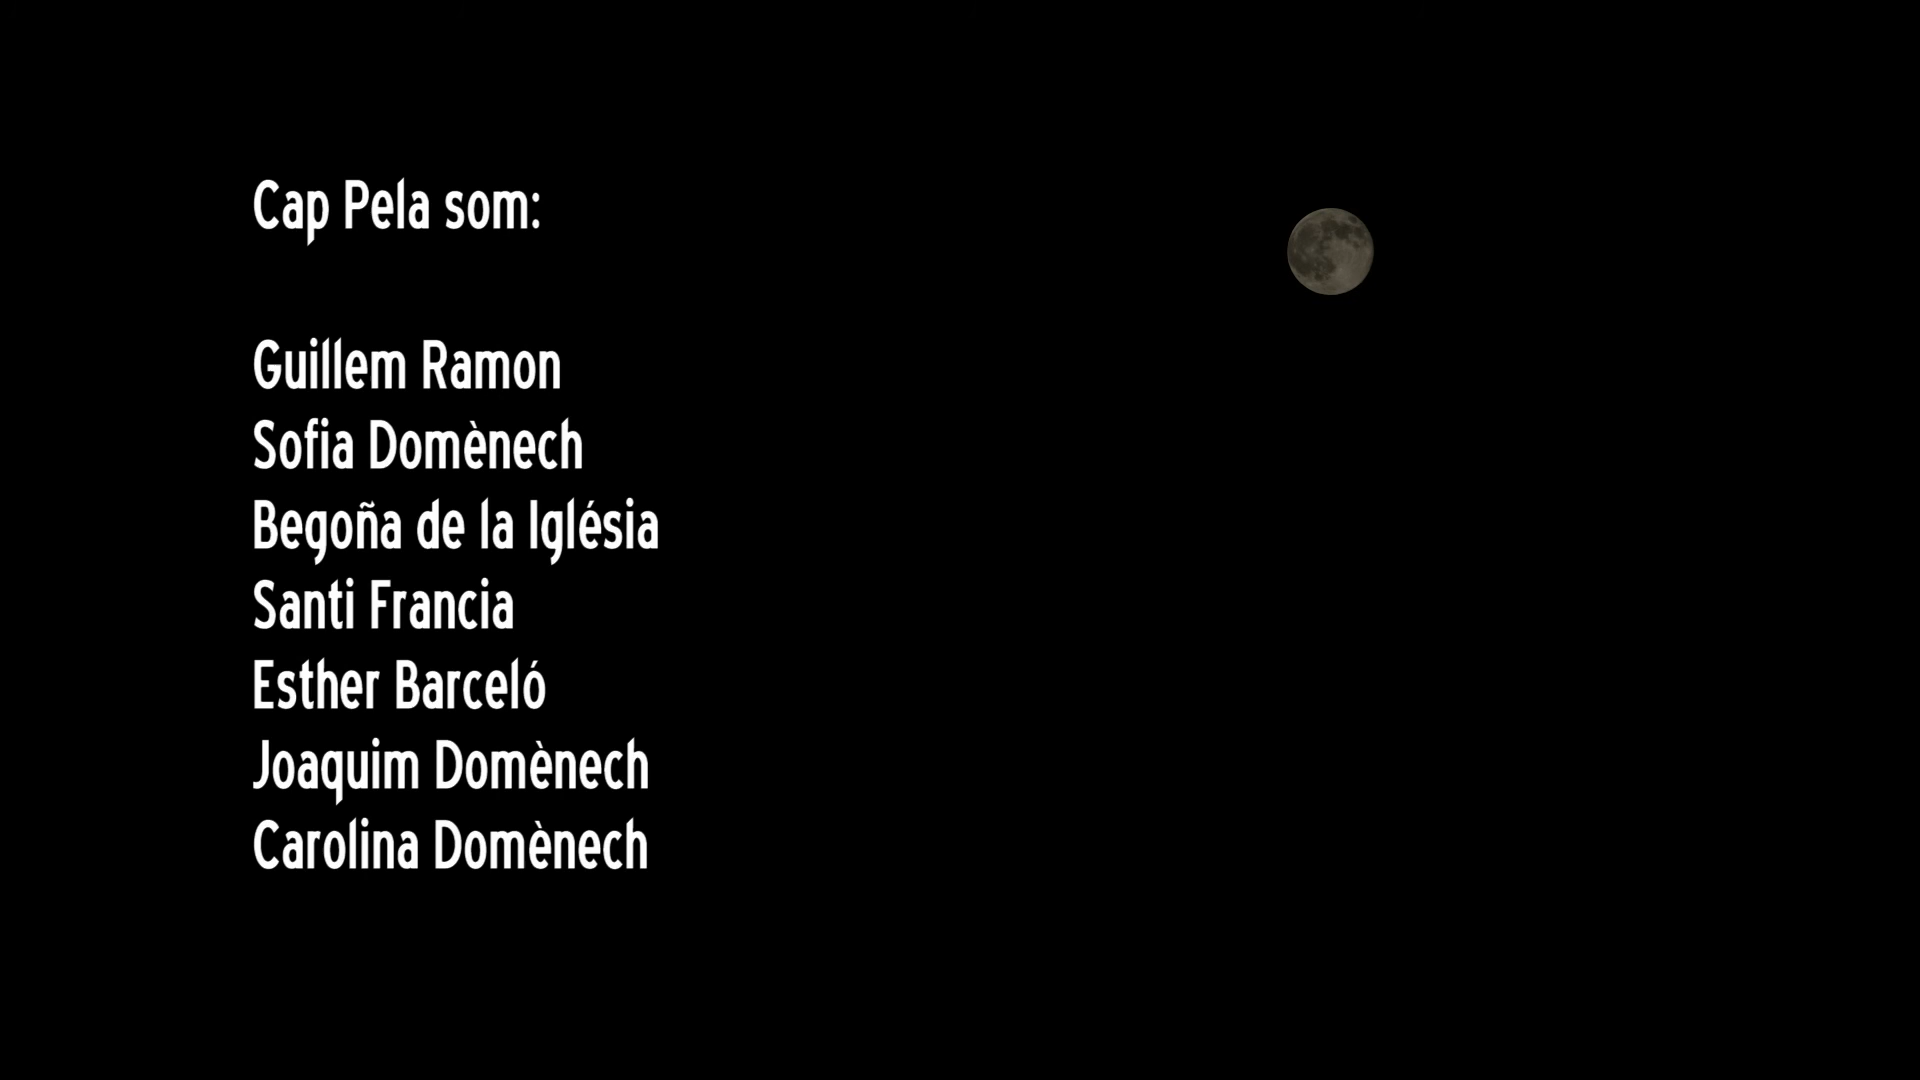 Cap Pela som:
Guillem Ramon
Sofia Domènech
Begoña de la Iglésia
Santi Francia
Esther Barceló
Joaquim Domènech
Carolina Domènech